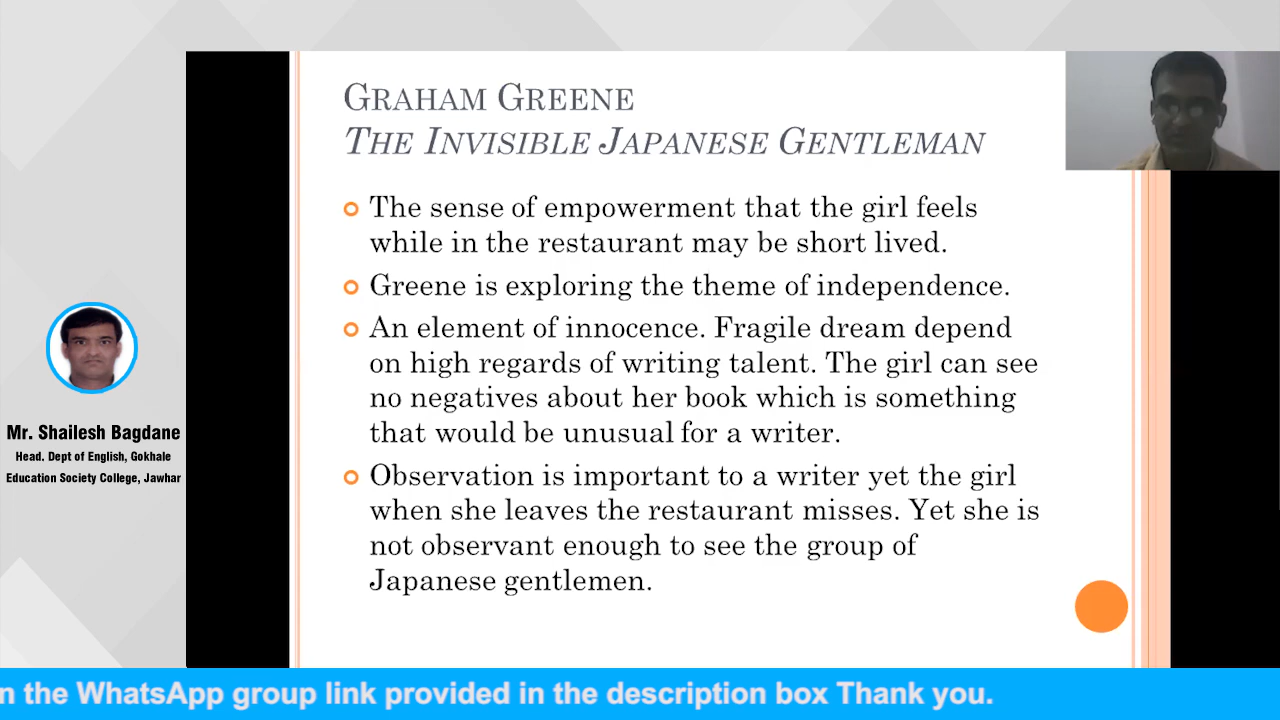 GRAHAM GREENE
THE INVISIBLE JAPANESE GENTLEMAN
The sense of empowerment that the girl feels
while in the restaurant may be short lived.
Greene is exploring the theme of independence.
An element of innocence. Fragile dream depend
on high regards of writing talent. The girl can see
no negatives about her book which is something
that would be unusual for a writer.
Observation is important to a writer yet the girl
when she leaves the restaurant misses. Yet she is
not observant enough to see the group of
Japanese gentlemen.
Mr. Shailesh Bagdane
Head. Dept of English, Gokhale
Education Society College, Jawhar
n the WhatsApp group link provided in the description box Thank you.